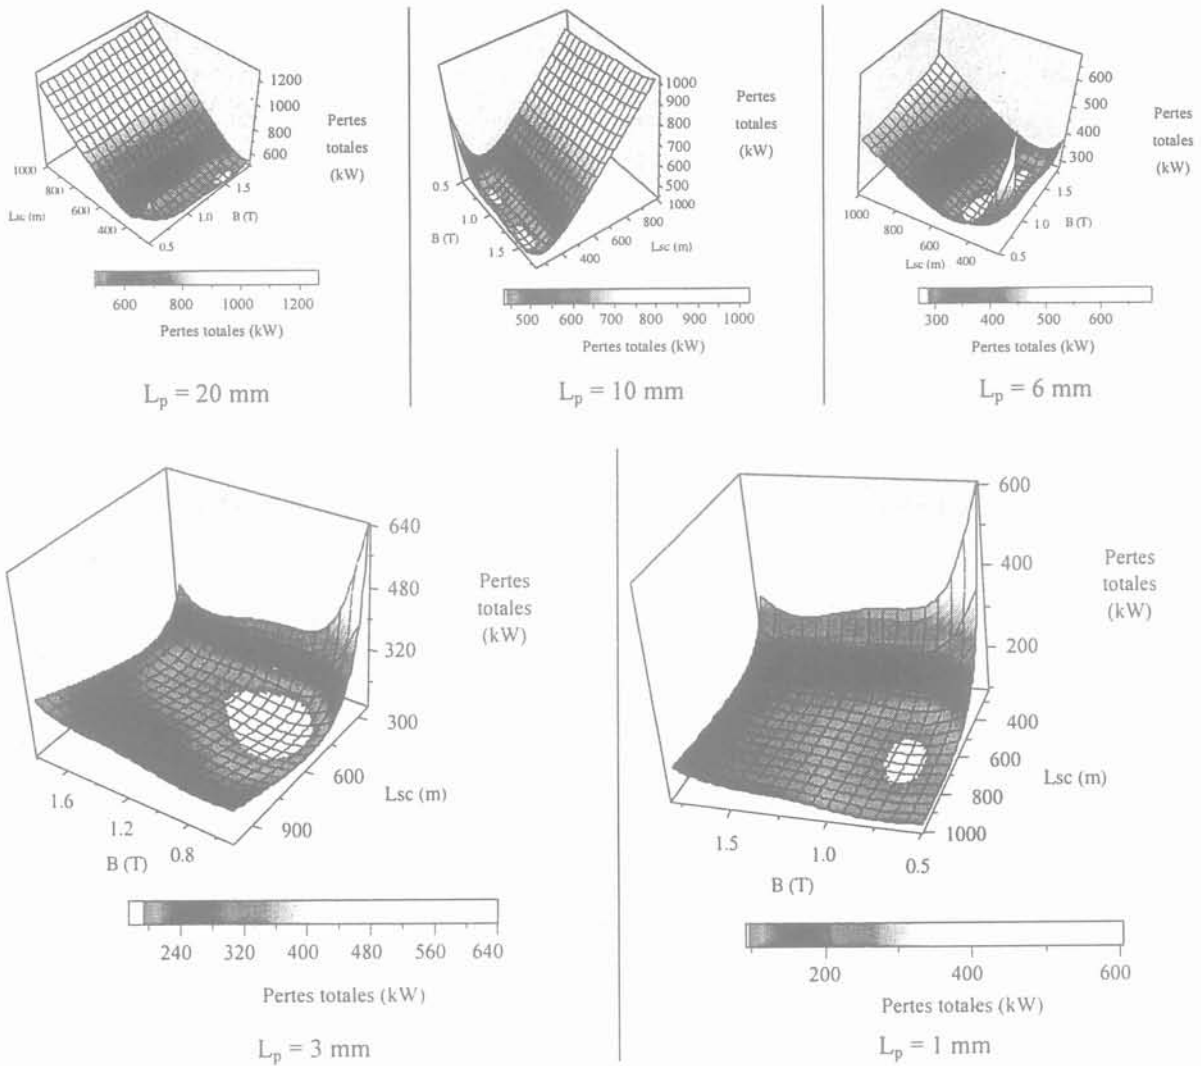 1200
1000
800
600
Pertes
totales
(kW)
1000
800
600
400
Lsc (m)
1.5
1.0
0.5
B (T)
600 800 1000 1200
Pertes totales (kW)
Lp = 20 mm
1000
900
800
700
600
500
Pertes
totales
(kW)
0.5
1.0
1.5
B (T)
1000
800
600
400
Lsc (m)
500 600 700 800 900 1000
Pertes totales (kW)
Lp = 10 mm
600
500
400
300
Pertes
totales
(kW)
1000
800
600
400
Lsc (m)
1.5
1.0
0.5
B (T)
300 400 500 600
Pertes totales (kW)
Lp = 6 mm
640
480
320
Pertes
totales
(kW)
300
600
900
Lsc (m)
1.6
1.2
0.8
B (T)
240 320 400 480 560 640
Pertes totales (kW)
Lp = 3 mm
600
400
200
Pertes
totales
(kW)
400
600
800
1000
Lsc (m)
1.5
1.0
0.5
B (T)
200 400 600
Pertes totales (kW)
Lp = 1 mm